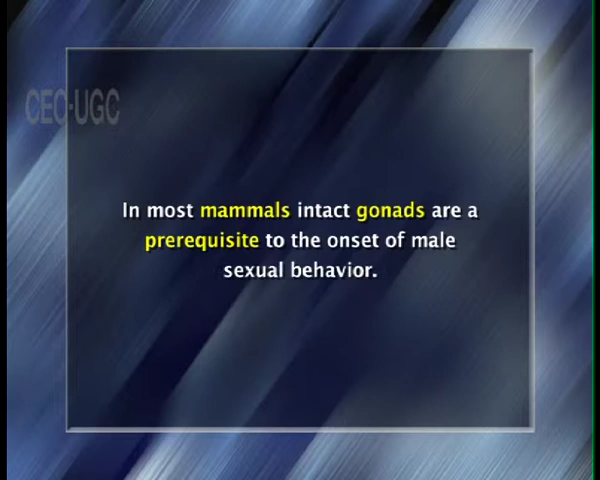 CEC-UGC
In most mammals intact gonads are a
prerequisite to the onset of male
sexual behavior.